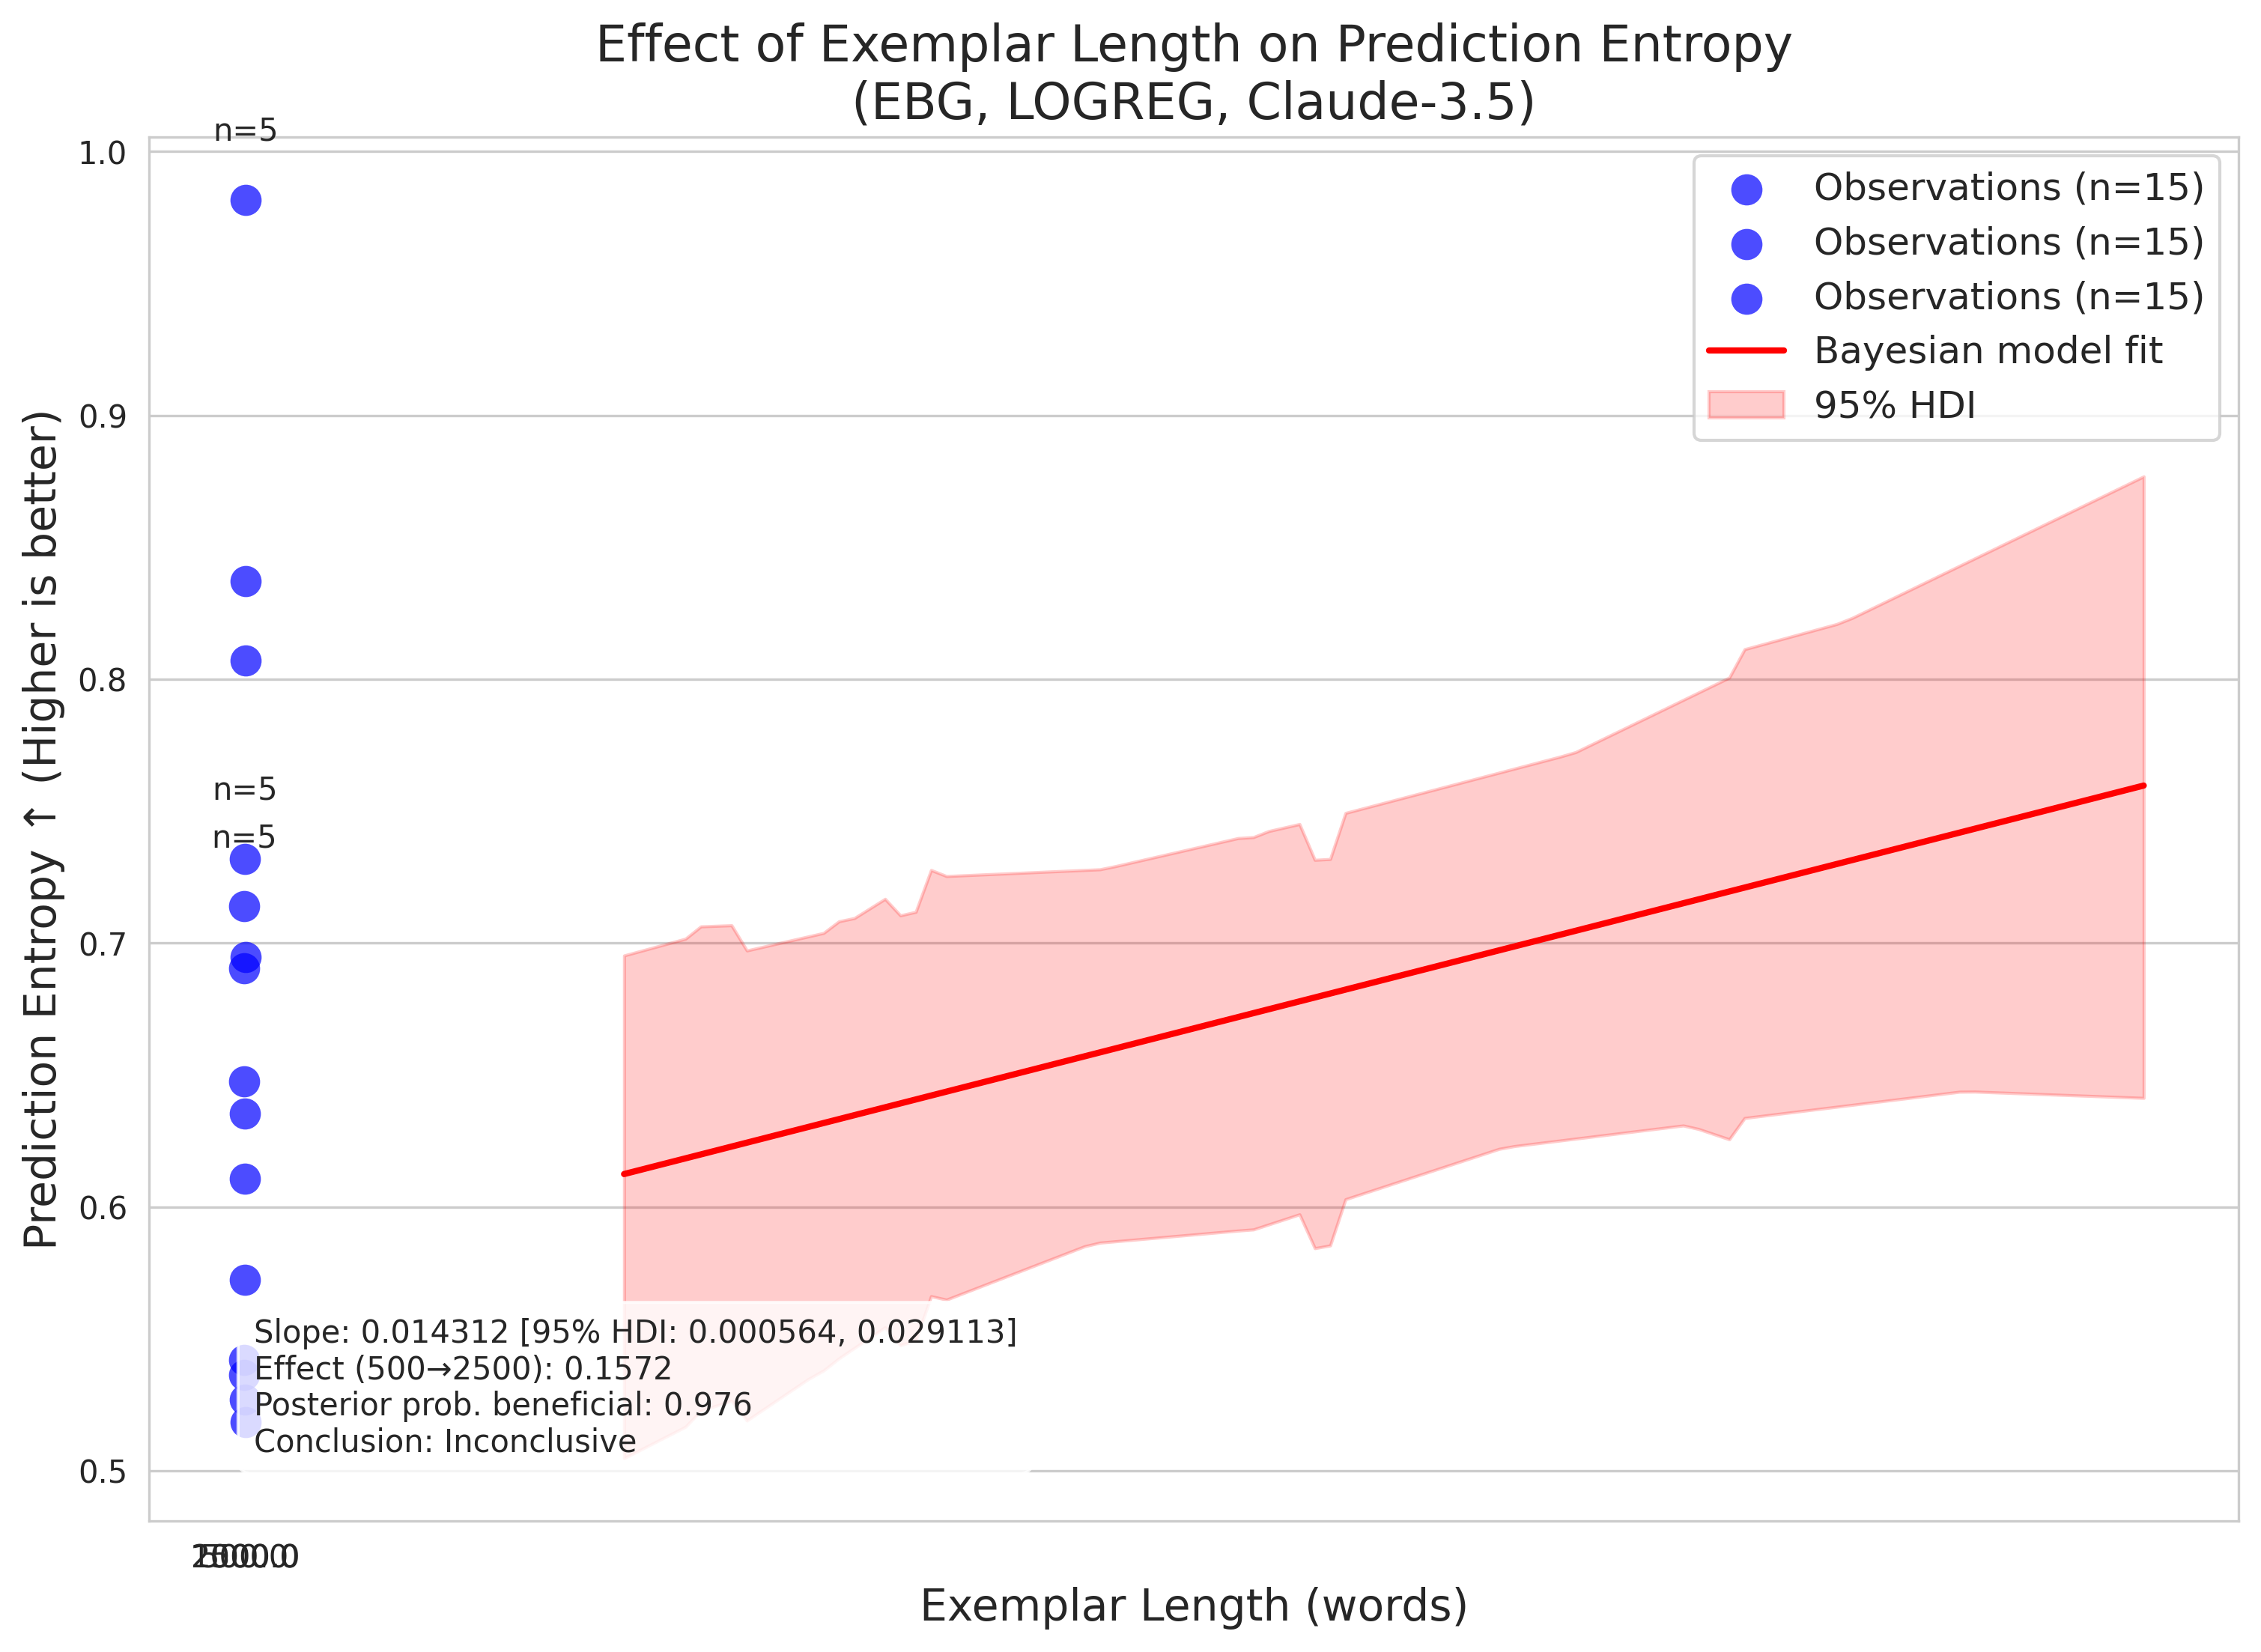 Effect of Exemplar Length on Prediction Entropy
(EBG, LOGREG, Claude-3.5)
n=5
1.0
Observations (n=15)
Observations (n=15)
Observations (n=15)
Bayesian model fit
95% HDI
0.9
0.8
n=5
n=5
0.7
0.6
0.5
Prediction Entropy ↑ (Higher is better)
Slope: 0.014312 [95% HDI: 0.000564, 0.029113]
Effect (500→2500): 0.1572
Posterior prob. beneficial: 0.976
Conclusion: Inconclusive
Exemplar Length (words)